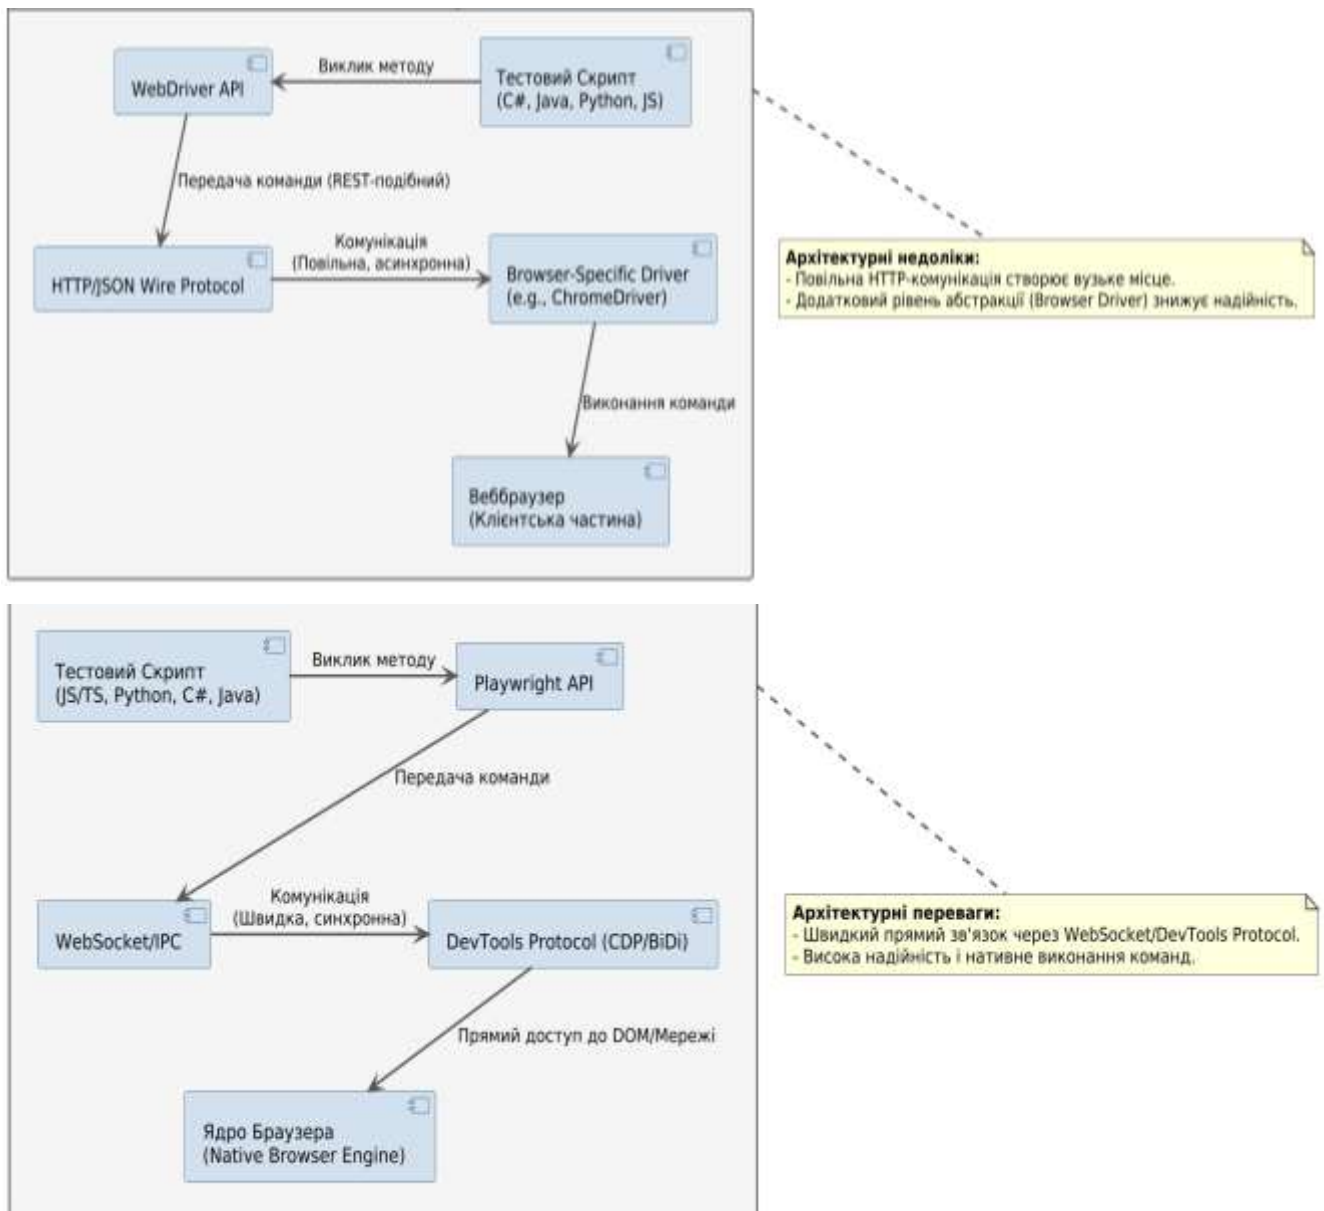 WebDriver API
Виклик методу
Тестовий Скрипт
(C#, Java, Python, JS)
Передача команди (REST-подібний)
HTTP/JSON Wire Protocol
Комунікація
(Повільна, асинхронна)
Browser-Specific Driver
(e.g., ChromeDriver)
Архітектурні недоліки:
- Повільна HTTP-комунікація створює вузьке місце.
- Додатковий рівень абстракції (Browser Driver) знижує надійність.
Виконання команди
Веббраузер
(Клієнтська частина)
Тестовий Скрипт
(JS/TS, Python, C#, Java)
Виклик методу
Playwright API
Передача команди
WebSocket/IPC
Комунікація
(Швидка, синхронна)
DevTools Protocol (CDP/BiDi)
Архітектурні переваги:
- Швидкий прямий зв'язок через WebSocket/DevTools Protocol.
- Висока надійність і нативне виконання команд.
Прямий доступ до DOM/Мережі
Ядро Браузера
(Native Browser Engine)